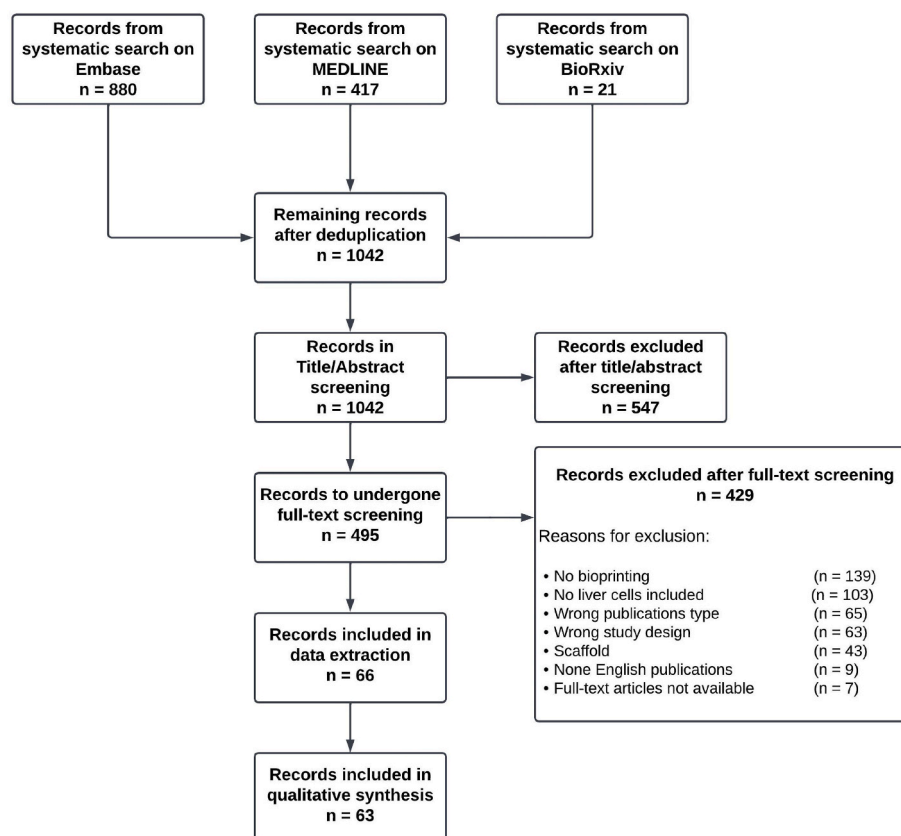 Records from
systematic search on
Embase
n = 880
Records from
systematic search on
MEDLINE
n = 417
Records from
systematic search on
BioRxiv
n = 21
Remaining records
after deduplication
n = 1042
Records in
Title/Abstract
screening
n = 1042
Records excluded
after title/abstract
screening
n = 547
Records to undergone
full-text screening
n = 495
Records excluded after full-text screening
n = 429
Reasons for exclusion:
• No bioprinting (n = 139)
• No liver cells included (n = 103)
• Wrong publications type (n = 65)
• Wrong study design (n = 63)
• Scaffold (n = 43)
• None English publications (n = 9)
• Full-text articles not available (n = 7)
Records included in
data extraction
n = 66
Records included in
qualitative synthesis
n = 63